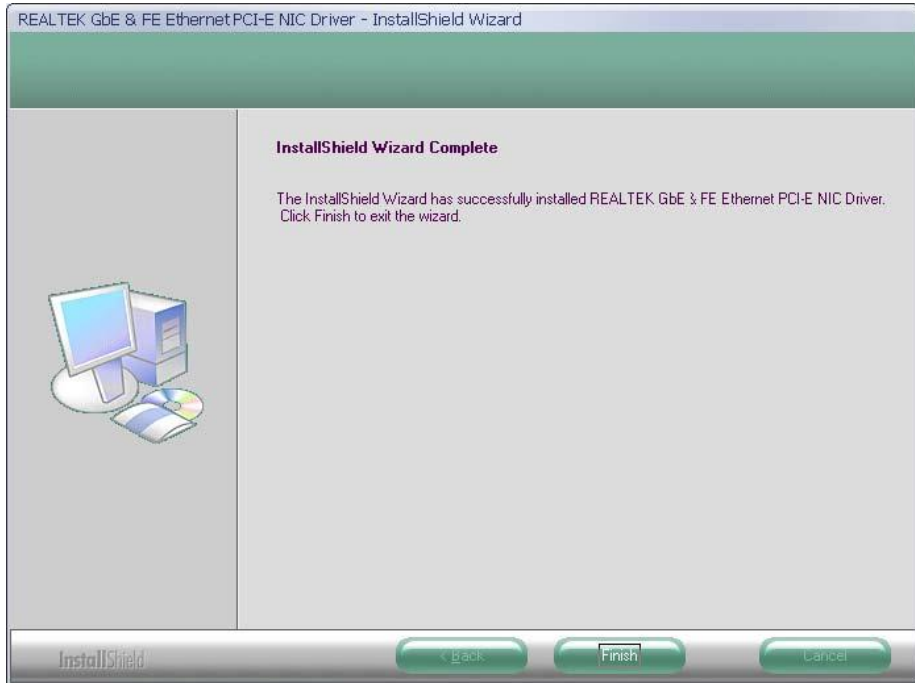 REALTEK GbE & FE Ethernet PCI-E NIC Driver - InstallShield Wizard
InstallShield Wizard Complete
The InstallShield Wizard has successfully installed REALTEK GbE & FE Ethernet PCI-E NIC Driver.
Click Finish to exit the wizard.
InstallShield
< Back
Finish
Cancel